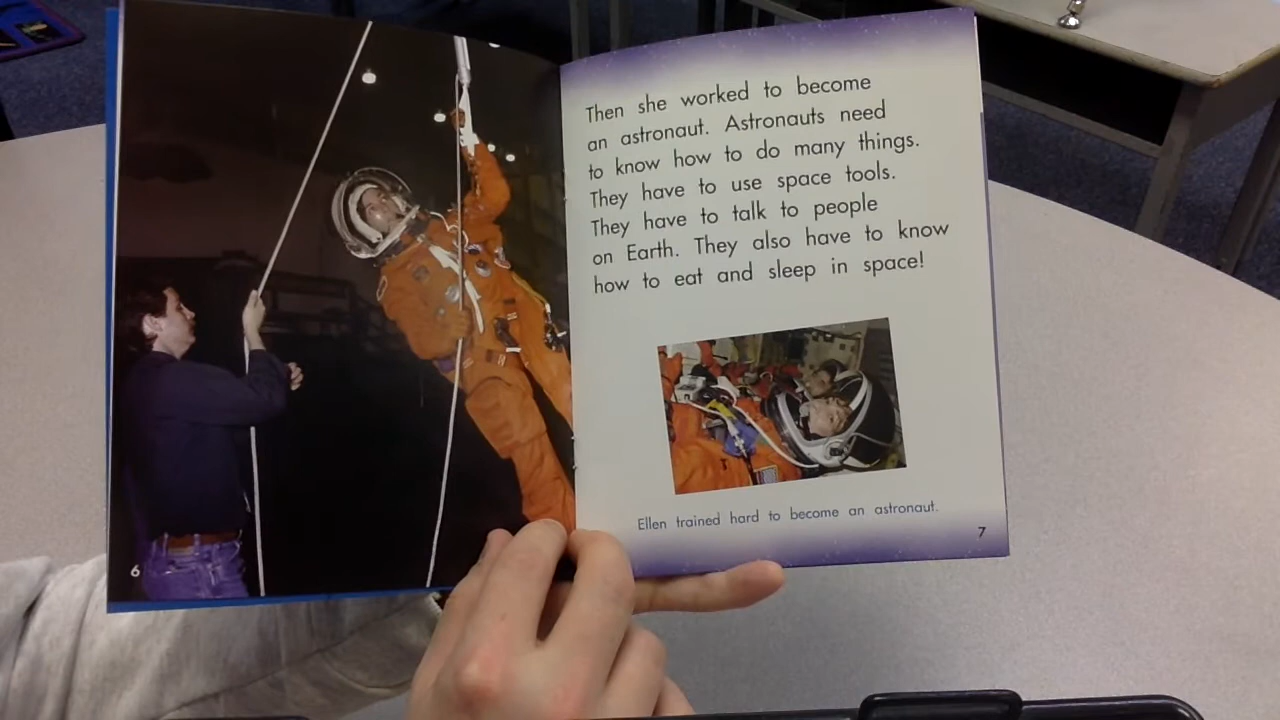 Then she worked to become
an astronaut. Astronauts need
to know how to do many things.
They have to use space tools.
They have to talk to people
on Earth. They also have to know
how to eat and sleep in space!
Ellen trained hard to become an astronaut.
6
7